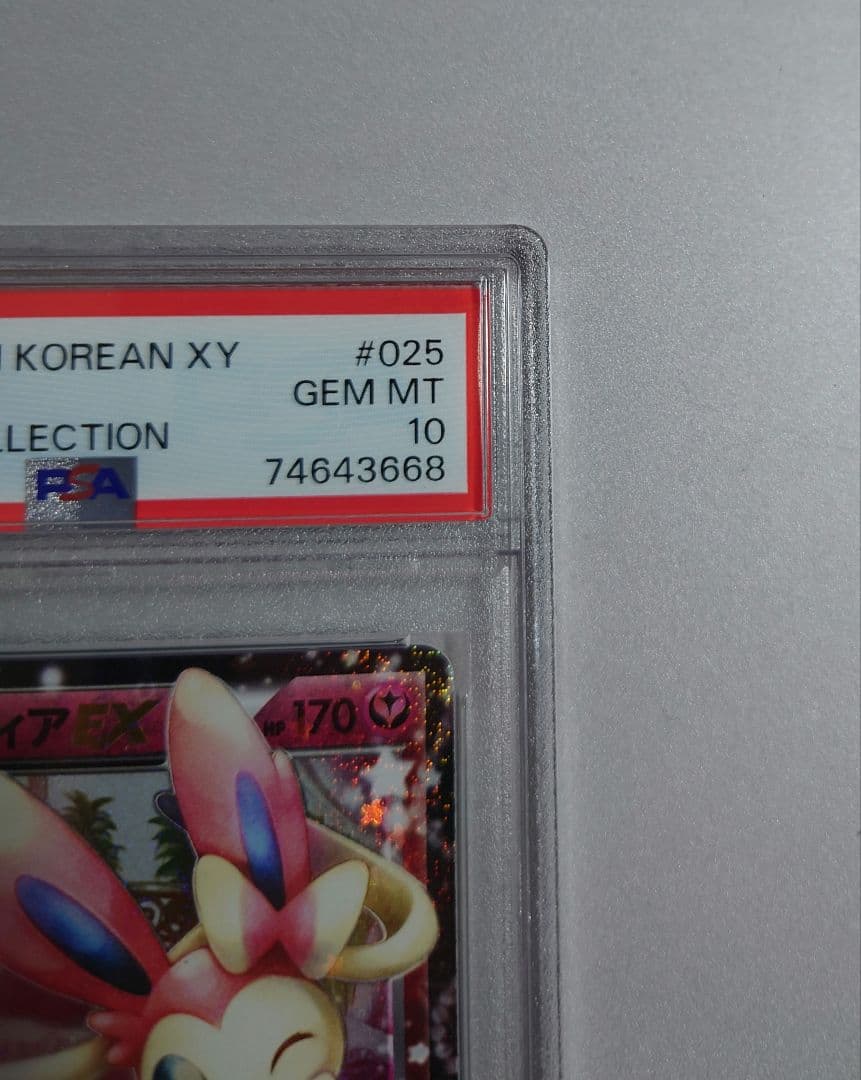 KOREAN XY #025
GEM MT
LLECTION 10
PSA 74643668
ィアEX HP 170